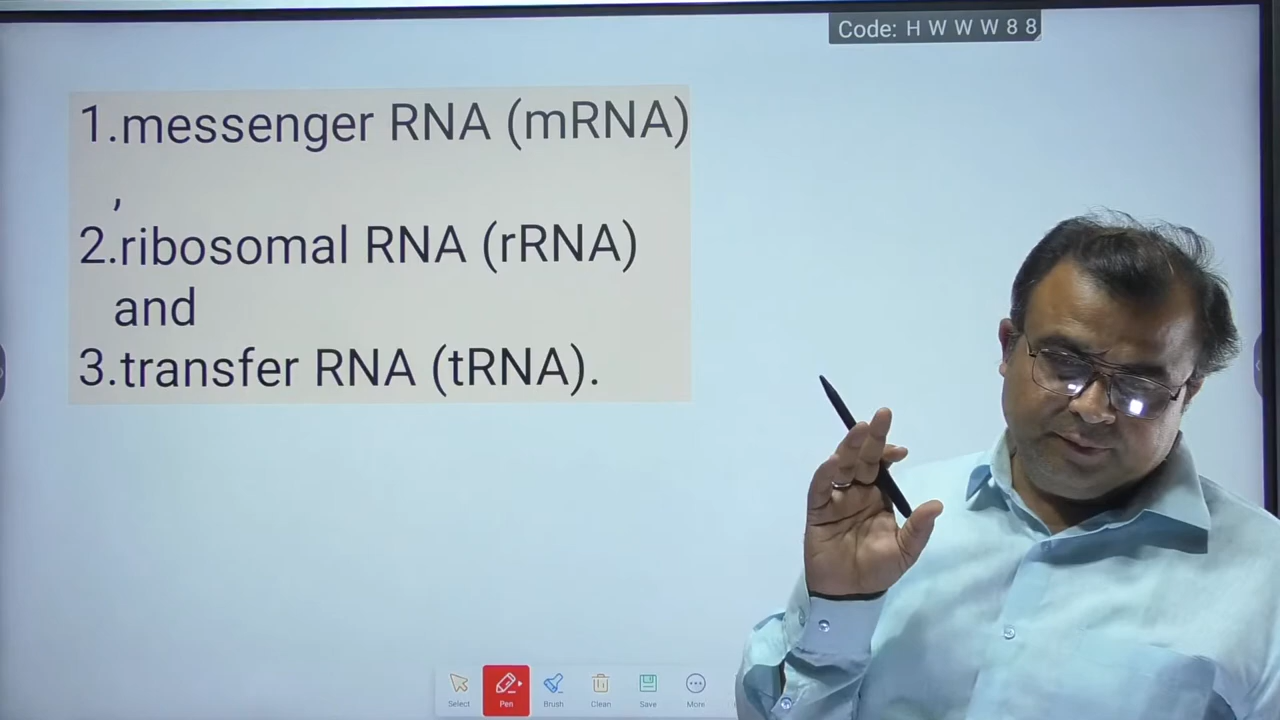 Code: H W W W 8 8
1.messenger RNA (mRNA)
,
2.ribosomal RNA (rRNA)
and
3.transfer RNA (tRNA).
Select Pen Brush Clean Save More